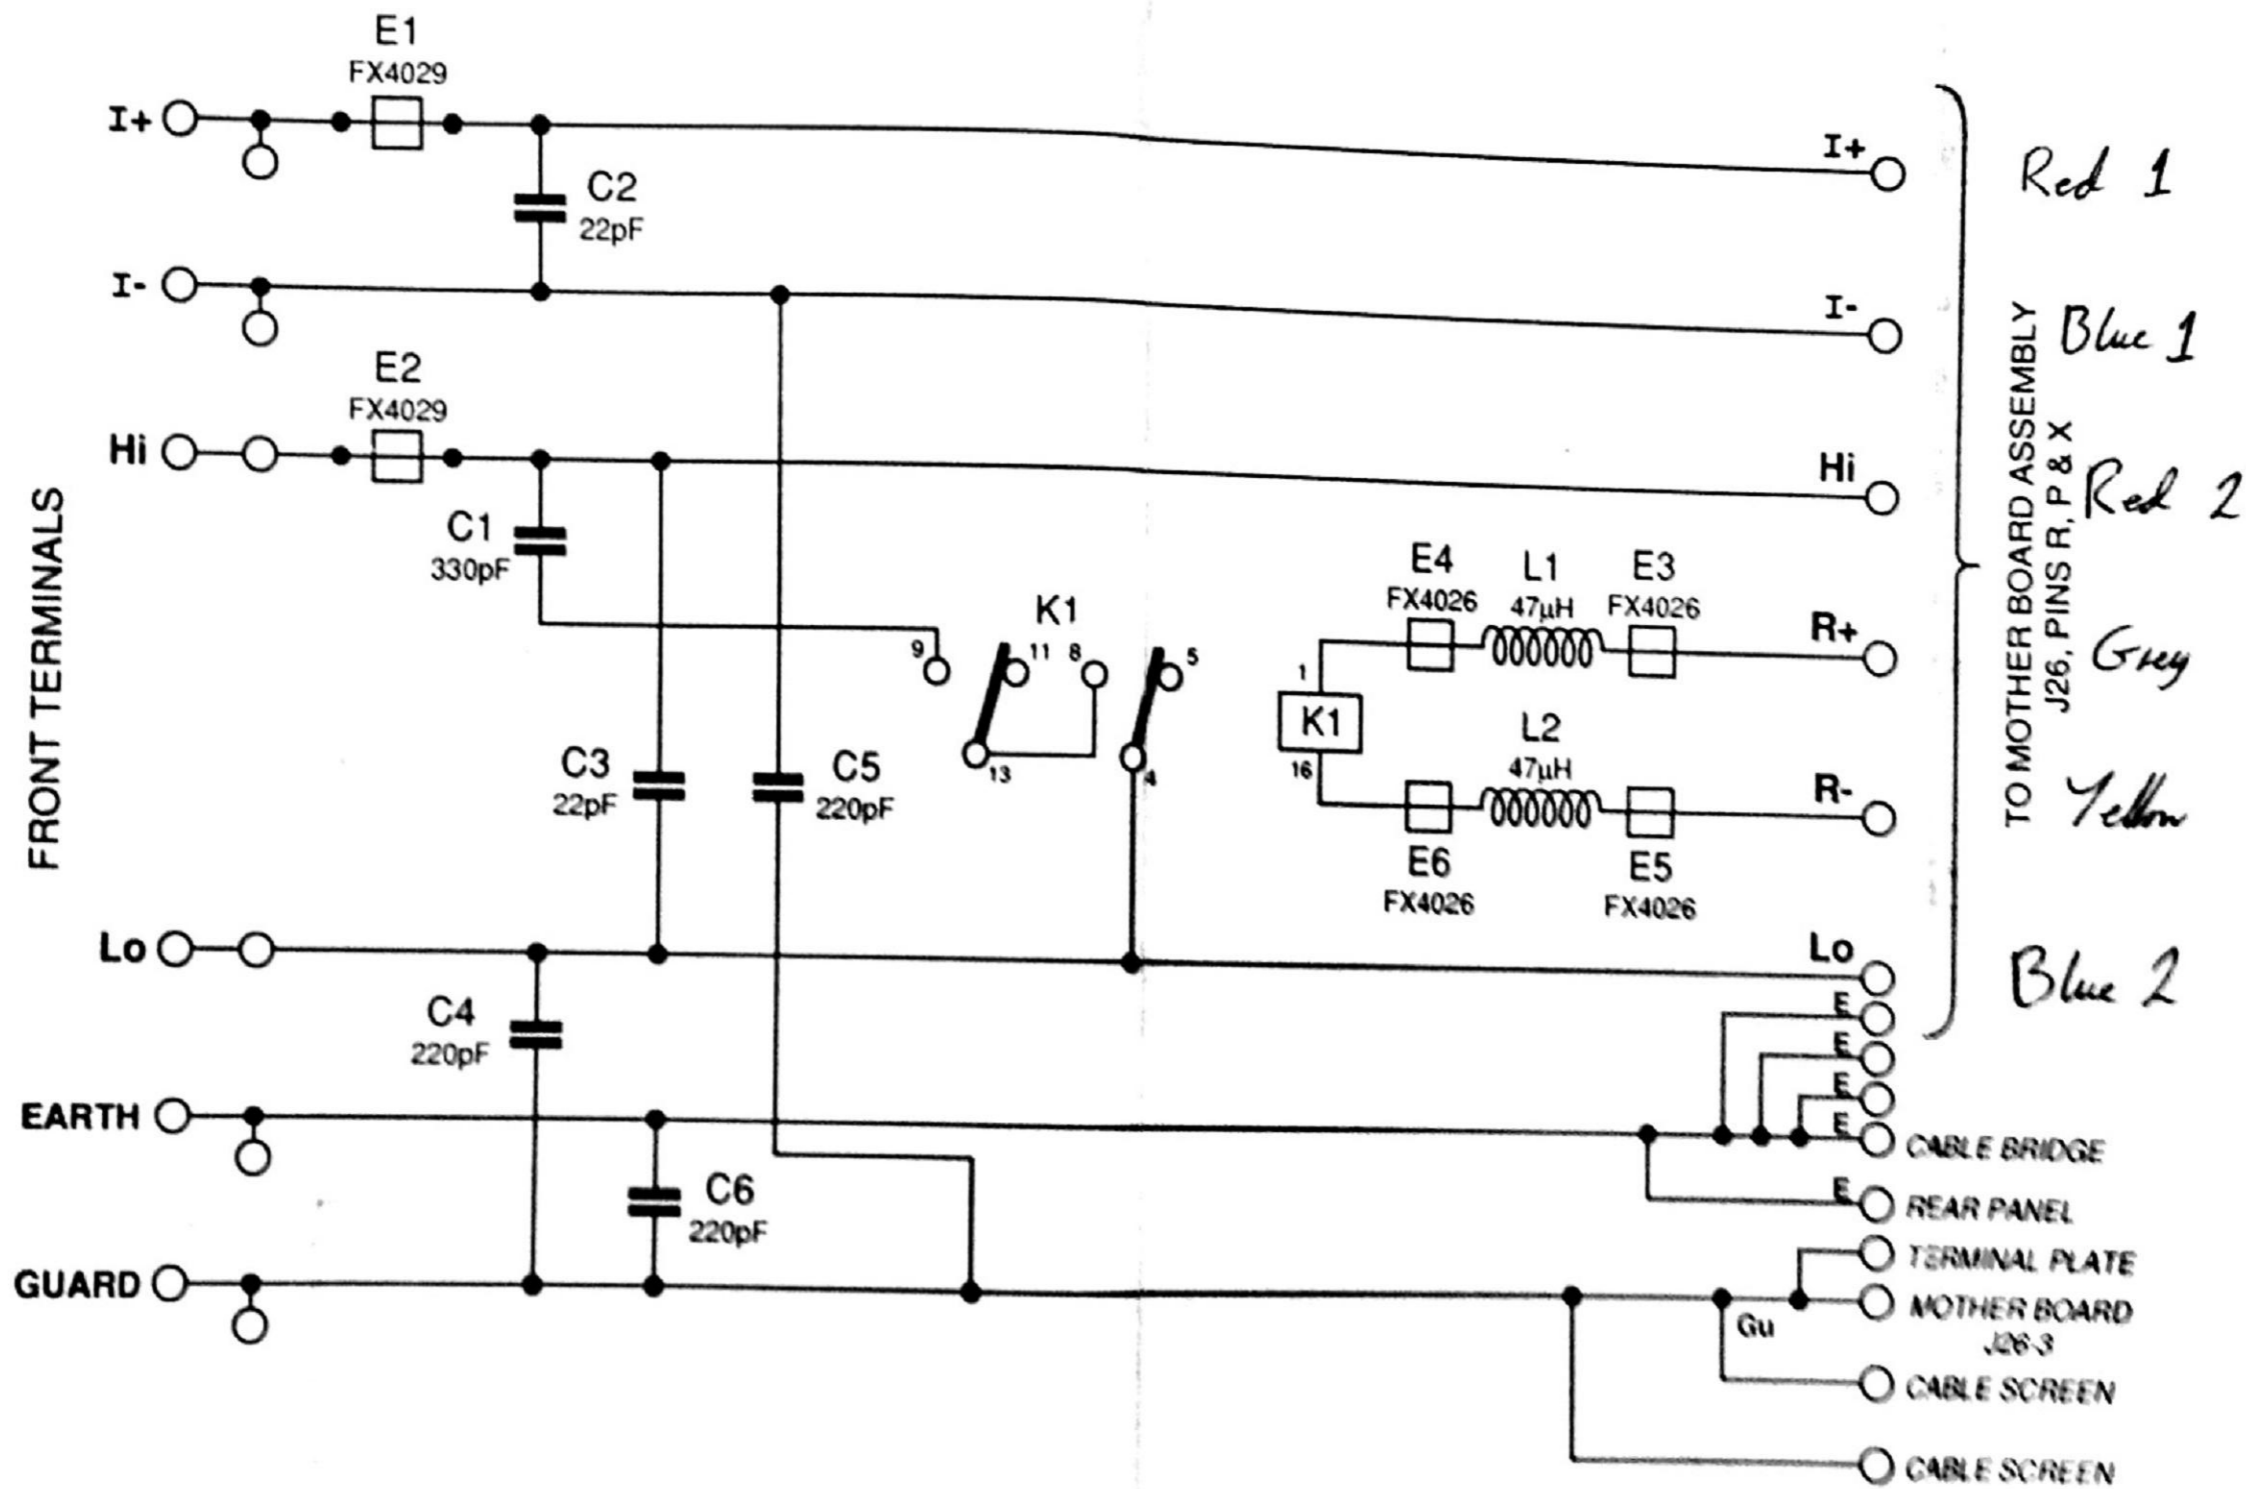 E1
FX4029
I+
I+
Red 1
C2
22pF
I-
I-
Blue 1
E2
FX4029
Hi
Hi
Red 2
C1
330pF
FRONT TERMINALS
TO MOTHER BOARD ASSEMBLY
J26, PINS R, P & X
K1
9
11
8
5
13
4
E4
FX4026
L1
47µH
E3
FX4026
R+
Grey
1
K1
16
L2
47µH
R-
Yellow
E6
FX4026
E5
FX4026
C3
22pF
C5
220pF
Lo
Lo
Blue 2
C4
220pF
E
E
E
E
EARTH
CABLE BRIDGE
C6
220pF
E
REAR PANEL
TERMINAL PLATE
GUARD
Gu
MOTHER BOARD
J26-3
CABLE SCREEN
CABLE SCREEN